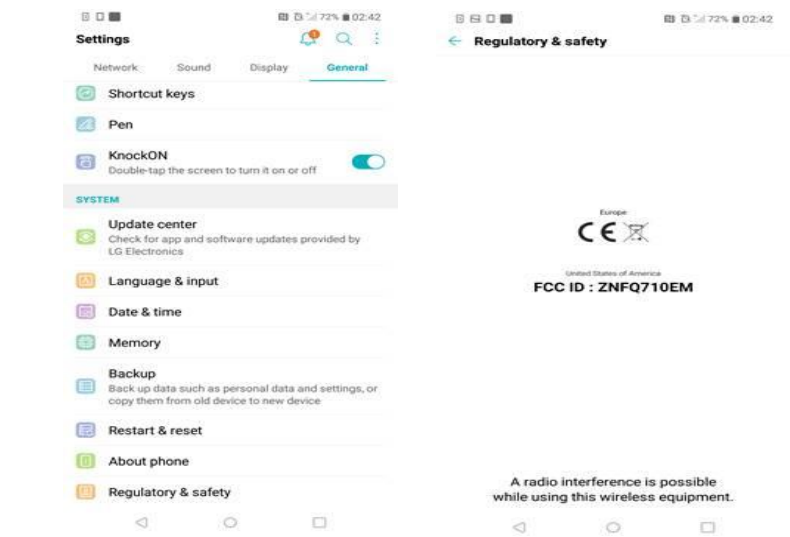 72% 02:42
Settings
1
Network Sound Display General
Shortcut keys
Pen
KnockON
Double-tap the screen to turn it on or off
SYSTEM
Update center
Check for app and software updates provided by
LG Electronics
Language & input
Date & time
Memory
Backup
Back up data such as personal data and settings, or
copy them from old device to new device
Restart & reset
About phone
Regulatory & safety
72% 02:42
Regulatory & safety
Europe
CE
United States of America
FCC ID : ZNFQ710EM
A radio interference is possible
while using this wireless equipment.